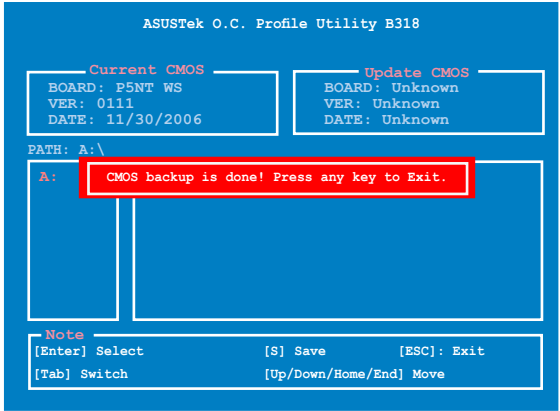 ASUSTek O.C. Profile Utility B318
Current CMOS
BOARD: P5NT WS
VER: 0111
DATE: 11/30/2006
Update CMOS
BOARD: Unknown
VER: Unknown
DATE: Unknown
PATH: A:\
A:
CMOS backup is done! Press any key to Exit.
Note
[Enter] Select [S] Save [ESC]: Exit
[Tab] Switch [Up/Down/Home/End] Move